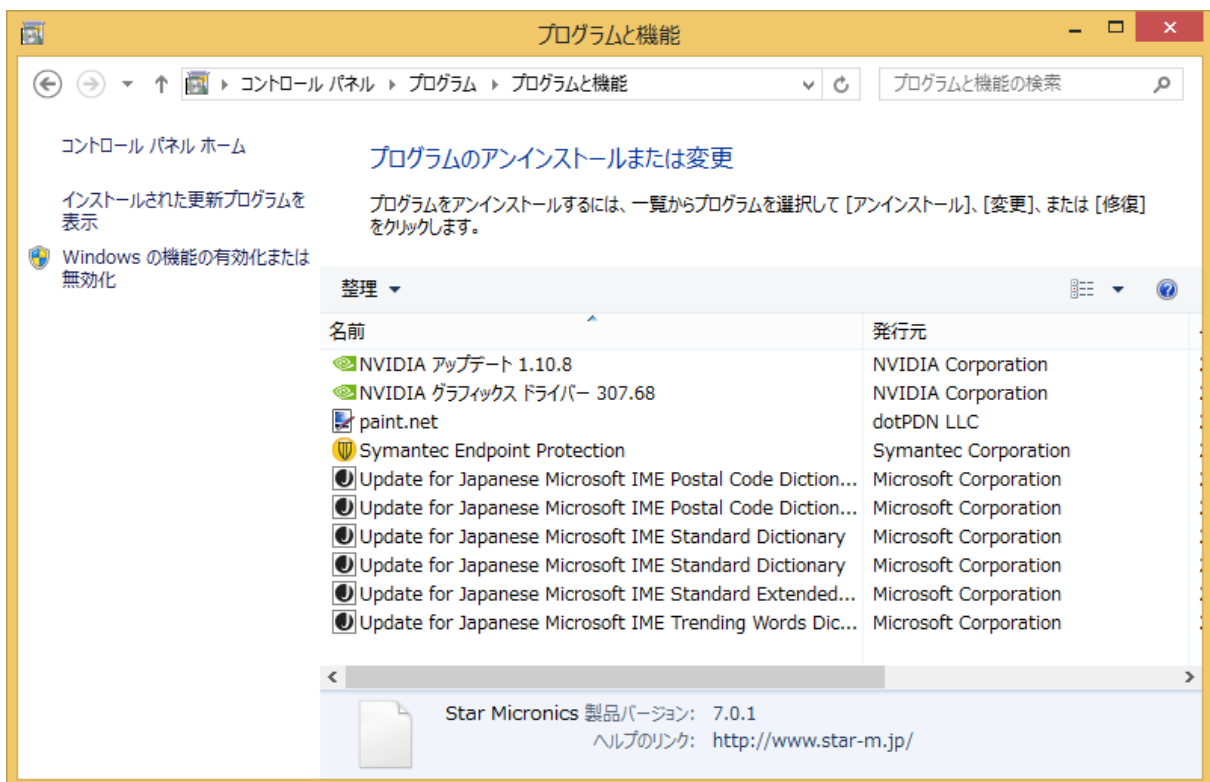 プログラムと機能
コントロール パネル プログラム プログラムと機能
プログラムと機能の検索
コントロール パネル ホーム
インストールされた更新プログラムを
表示
Windows の機能の有効化または
無効化
プログラムのアンインストールまたは変更
プログラムをアンインストールするには、一覧からプログラムを選択して [アンインストール]、[変更]、または [修復]
をクリックします。
整理
名前 発行元
NVIDIA アップデート 1.10.8 NVIDIA Corporation
NVIDIA グラフィックス ドライバー 307.68 NVIDIA Corporation
paint.net dotPDN LLC
Symantec Endpoint Protection Symantec Corporation
Update for Japanese Microsoft IME Postal Code Diction... Microsoft Corporation
Update for Japanese Microsoft IME Postal Code Diction... Microsoft Corporation
Update for Japanese Microsoft IME Standard Dictionary Microsoft Corporation
Update for Japanese Microsoft IME Standard Dictionary Microsoft Corporation
Update for Japanese Microsoft IME Standard Extended... Microsoft Corporation
Update for Japanese Microsoft IME Trending Words Dic... Microsoft Corporation
Star Micronics 製品バージョン: 7.0.1
ヘルプのリンク: http://www.star-m.jp/